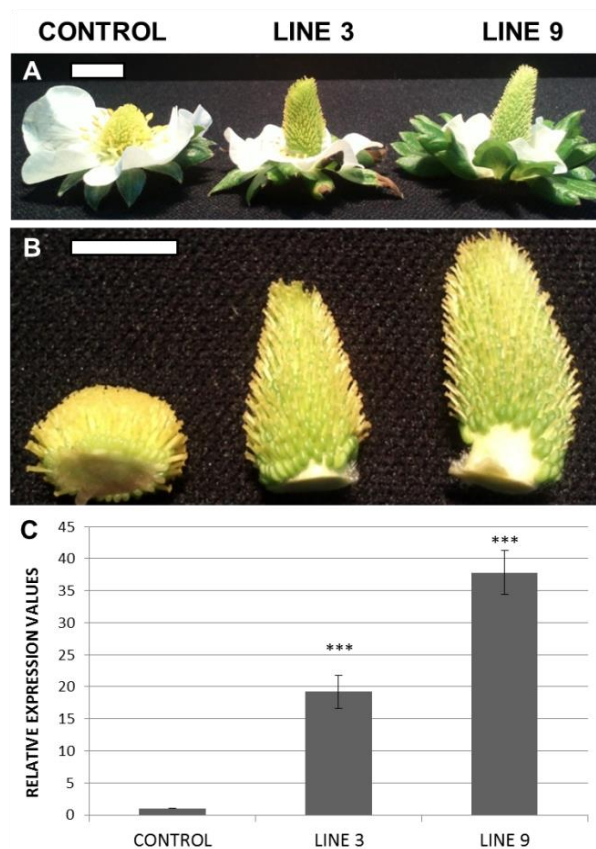 CONTROL LINE 3 LINE 9
A
B
C
45
40
35
30
25
20
15
10
5
0
RELATIVE EXPRESSION VALUES
***
***
CONTROL LINE 3 LINE 9